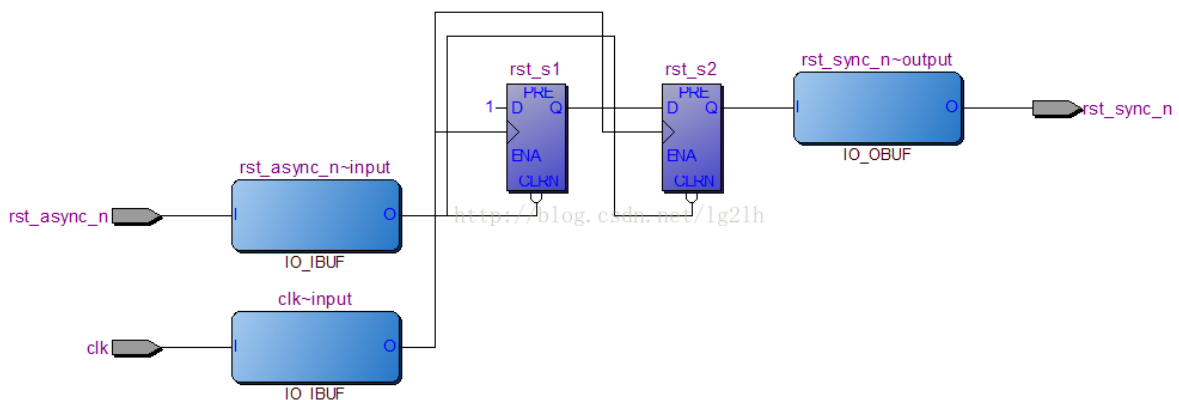 rst_s1
rst_s2
rst_sync_n~output
PRE
PRE
1
D
Q
D
Q
I
O
rst_sync_n
ENA
ENA
IO_OBUF
rst_async_n~input
CLRN
CLRN
rst_async_n
I
O
http://blog.csdn.net/lg2lh
IO_IBUF
clk~input
clk
I
O
IO_IBUF